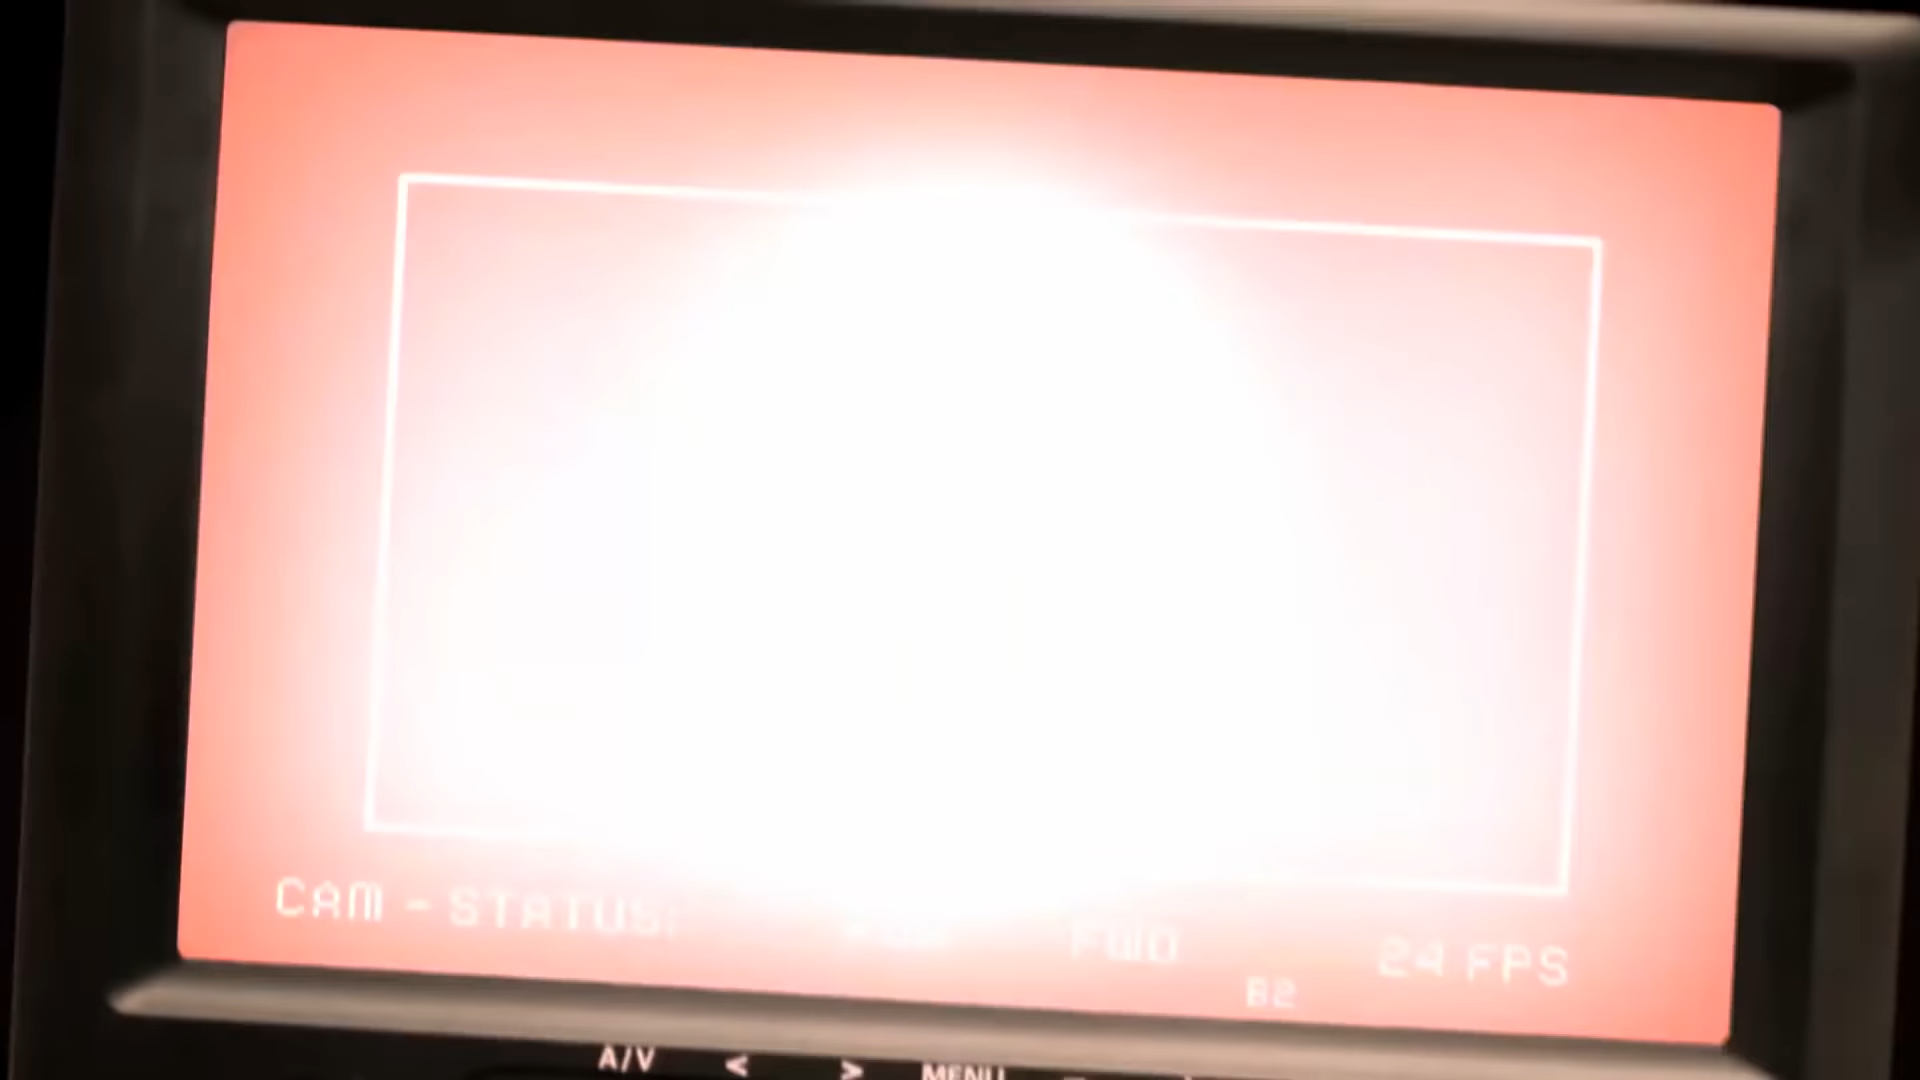 CAM - STATUS:
FWD
24 FPS
B2
A/V < > MENU -